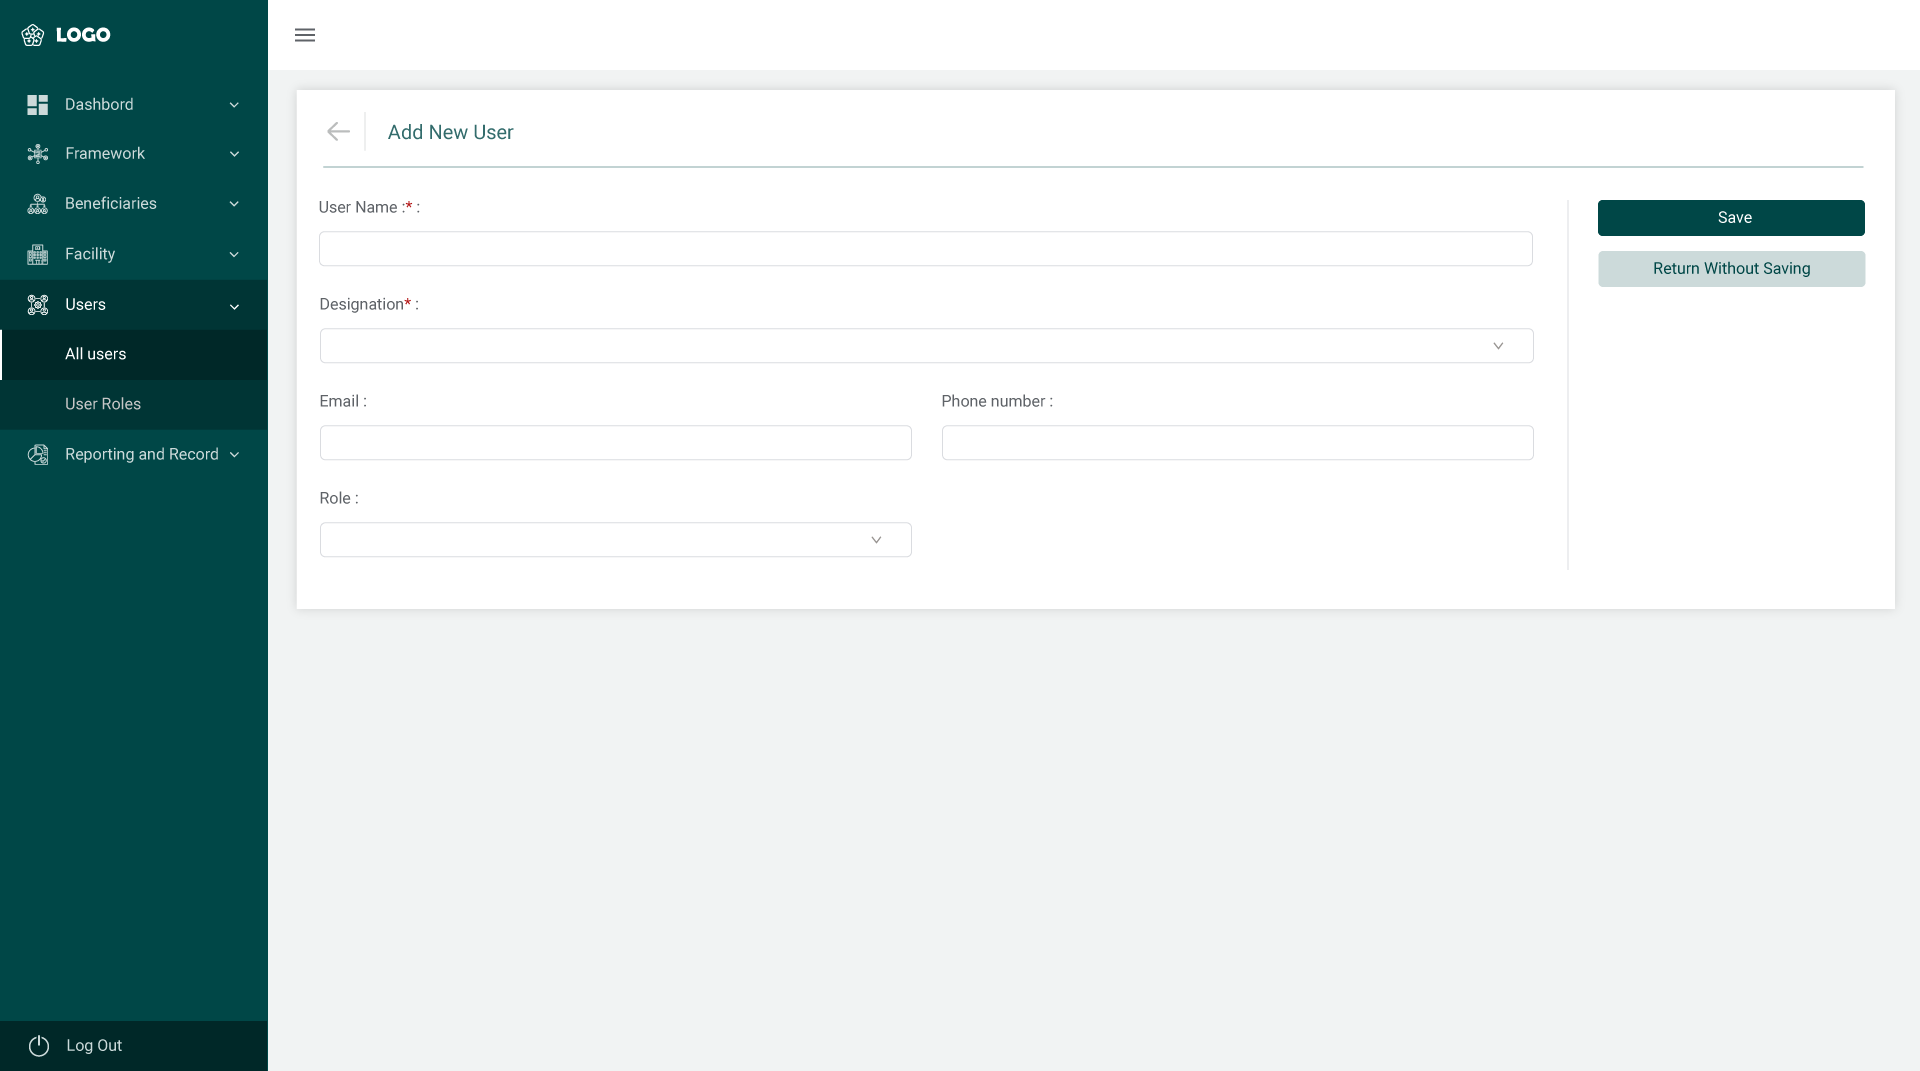 LOGO
Dashbord
Framework
Beneficiaries
Facility
Users
All users
User Roles
Reporting and Record
Log Out
Add New User
User Name :* :
Designation* :
Email :
Phone number :
Role :
Save
Return Without Saving